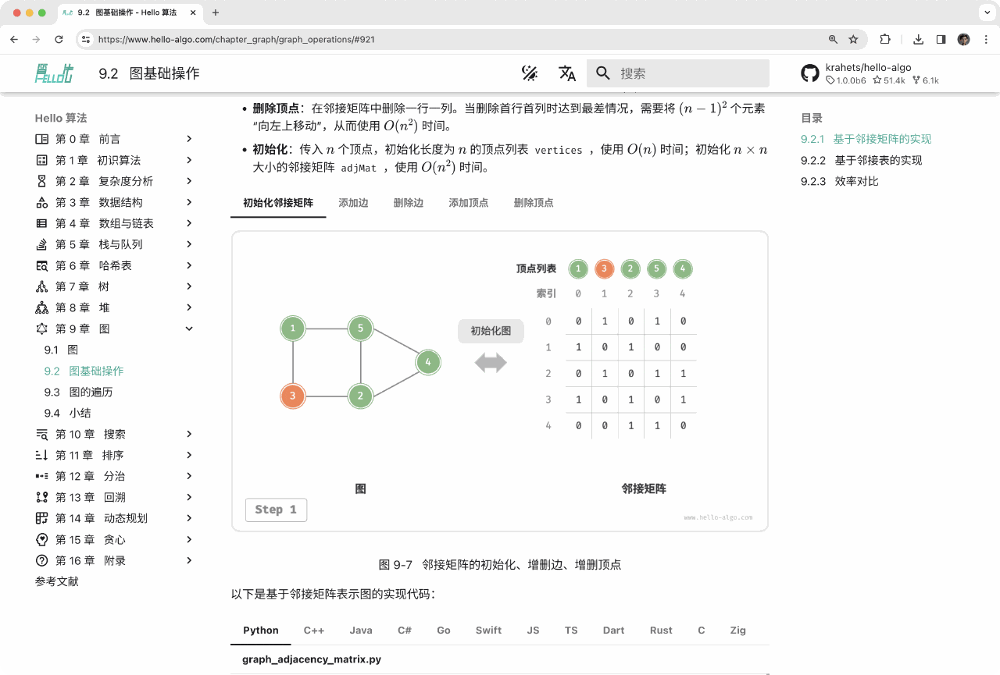 9.2 图基础操作 - Hello 算法
https://www.hello-algo.com/chapter_graph/graph_operations/#921
HELLO
9.2 图基础操作
搜索
krahets/hello-algo
1.0.0b6 51.4k 6.1k
Hello 算法
第 0 章 前言
第 1 章 初识算法
第 2 章 复杂度分析
第 3 章 数据结构
第 4 章 数组与链表
第 5 章 栈与队列
第 6 章 哈希表
第 7 章 树
第 8 章 堆
第 9 章 图
9.1 图
9.2 图基础操作
9.3 图的遍历
9.4 小结
第 10 章 搜索
第 11 章 排序
第 12 章 分治
第 13 章 回溯
第 14 章 动态规划
第 15 章 贪心
第 16 章 附录
参考文献
• 删除顶点：在邻接矩阵中删除一行一列。当删除首行首列时达到最差情况，需要将 (n − 1)² 个元素
“向左上移动”，从而使用 O(n²) 时间。
• 初始化：传入 n 个顶点，初始化长度为 n 的顶点列表 vertices ，使用 O(n) 时间；初始化 n × n
大小的邻接矩阵 adjMat ，使用 O(n²) 时间。
初始化邻接矩阵 添加边 删除边 添加顶点 删除顶点
1 5 4 3 2
初始化图
顶点列表 1 3 2 5 4
索引 0 1 2 3 4
0 0 1 0 1 0
1 1 0 1 0 0
2 0 1 0 1 1
3 1 0 1 0 1
4 0 0 1 1 0
图 邻接矩阵
Step 1
www.hello-algo.com
图 9-7 邻接矩阵的初始化、增删边、增删顶点
以下是基于邻接矩阵表示图的实现代码：
Python C++ Java C# Go Swift JS TS Dart Rust C Zig
graph_adjacency_matrix.py
目录
9.2.1 基于邻接矩阵的实现
9.2.2 基于邻接表的实现
9.2.3 效率对比